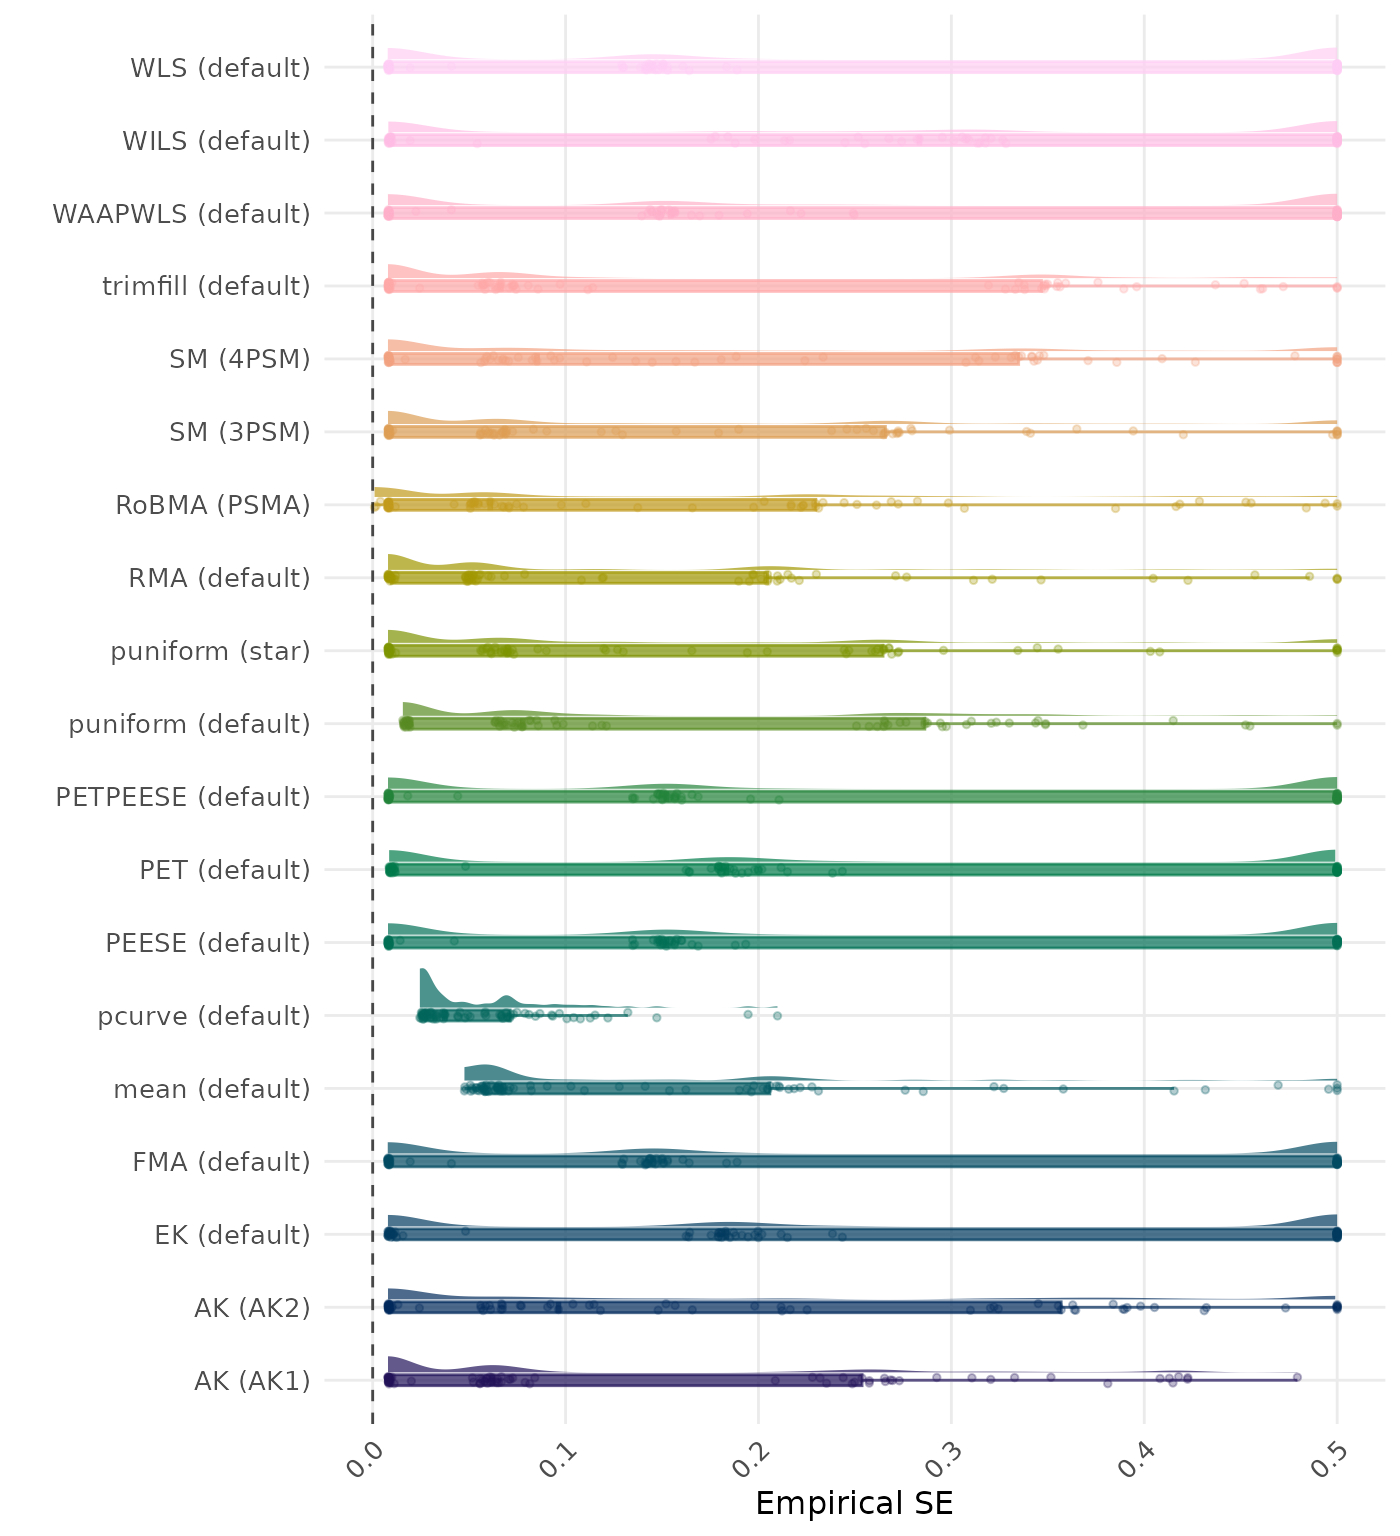 WLS (default)
WILS (default)
WAAPWLS (default)
trimfill (default)
SM (4PSM)
SM (3PSM)
RoBMA (PSMA)
RMA (default)
puniform (star)
puniform (default)
PETPEESE (default)
PET (default)
PEESE (default)
pcurve (default)
mean (default)
FMA (default)
EK (default)
AK (AK2)
AK (AK1)
0.0 0.1 0.2 0.3 0.4 0.5
Empirical SE